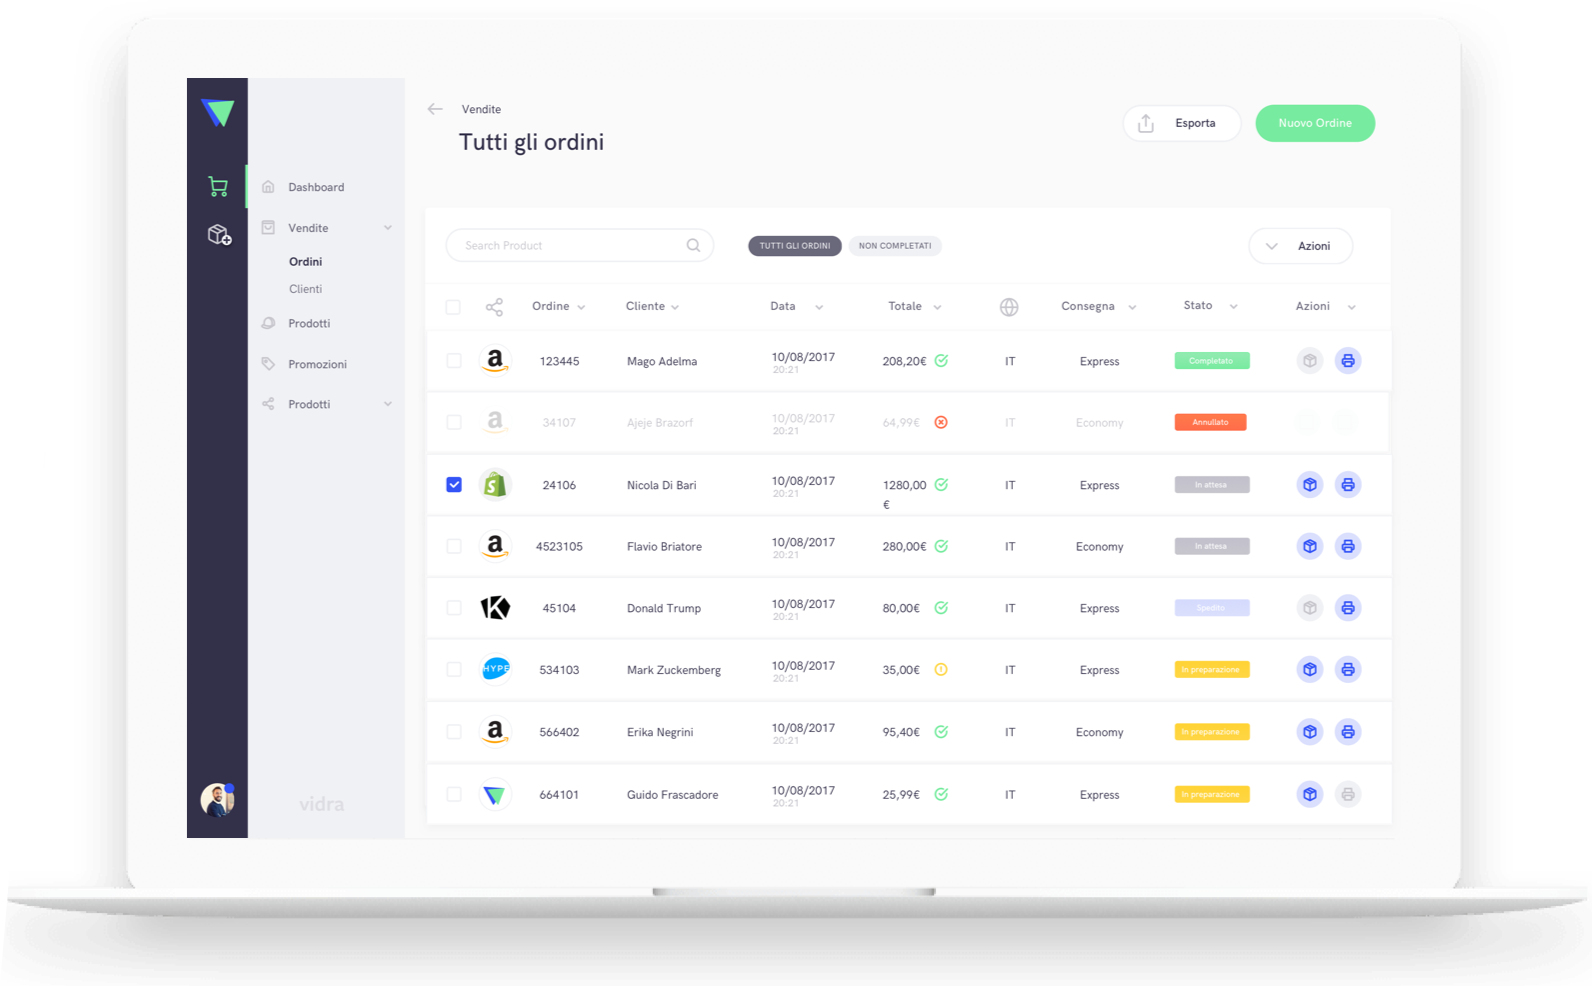 Vendite
Tutti gli ordini
Esporta
Nuovo Ordine
Dashboard
Vendite
Ordini
Clienti
Prodotti
Promozioni
Prodotti
vidra
Search Product
TUTTI GLI ORDINI
NON COMPLETATI
Azioni
Ordine Cliente Data Totale Consegna Stato Azioni
a 123445 Mago Adelma 10/08/2017 208,20€ IT Express Completato
20:21
a 34107 Ajeje Brazorf 10/08/2017 64,99€ IT Economy Annullato
20:21
S 24106 Nicola Di Bari 10/08/2017 1280,00 IT Express In attesa
20:21 €
a 4523105 Flavio Briatore 10/08/2017 280,00€ IT Economy In attesa
20:21
K 45104 Donald Trump 10/08/2017 80,00€ IT Express Spedito
20:21
HYPE 534103 Mark Zuckemberg 10/08/2017 35,00€ IT Express In preparazione
20:21
a 566402 Erika Negrini 10/08/2017 95,40€ IT Economy In preparazione
20:21
664101 Guido Frascadore 10/08/2017 25,99€ IT Express In preparazione
20:21